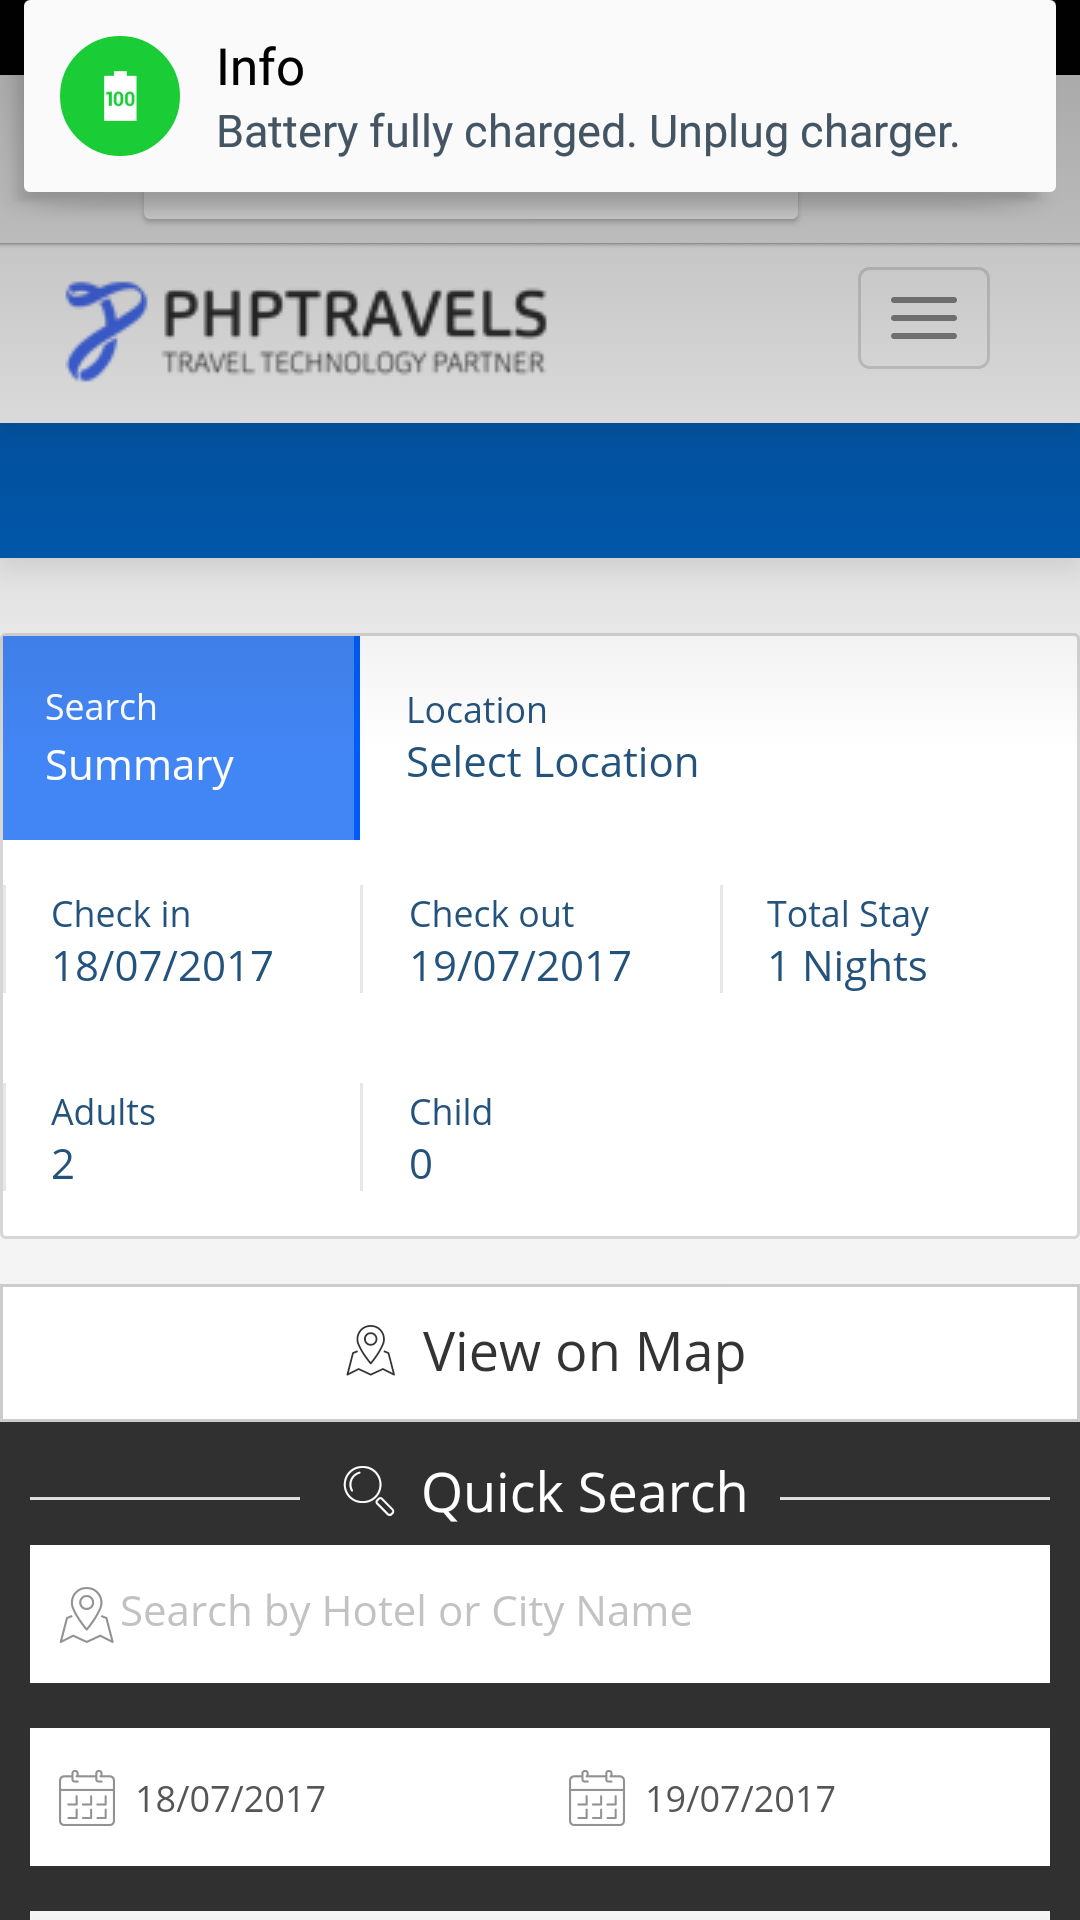 Info
100
Battery fully charged. Unplug charger.
PHPTRAVELS
TRAVEL TECHNOLOGY PARTNER
Search
Summary
Location
Select Location
Check in
18/07/2017
Check out
19/07/2017
Total Stay
1 Nights
Adults
2
Child
0
View on Map
Quick Search
Search by Hotel or City Name
18/07/2017
19/07/2017